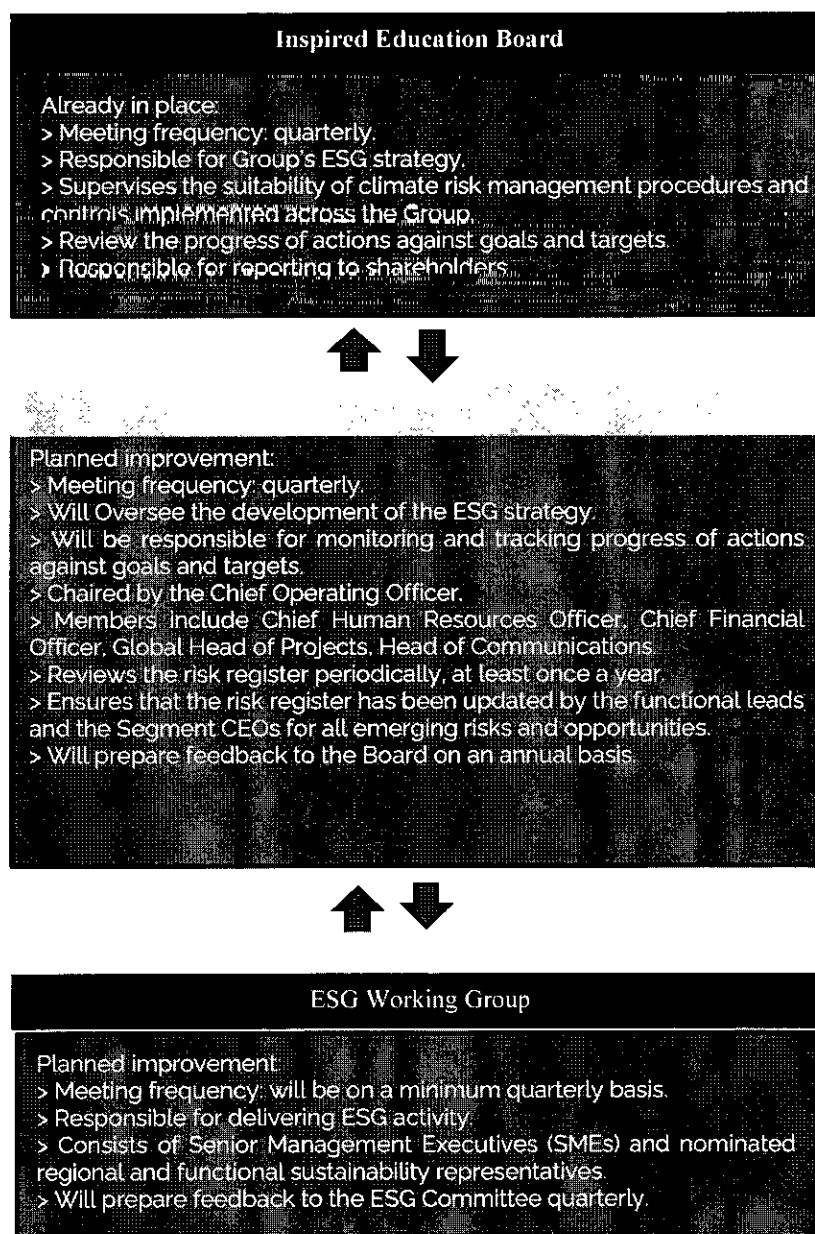 Inspired Education Board
Already in place:
> Meeting frequency: quarterly.
> Responsible for Group's ESG strategy.
> Supervises the suitability of climate risk management procedures and
controls implemented across the Group.
> Review the progress of actions against goals and targets.
> Responsible for reporting to shareholders
Planned improvement:
> Meeting frequency: quarterly.
> Will Oversee the development of the ESG strategy.
> Will be responsible for monitoring and tracking progress of actions
against goals and targets.
> Chaired by the Chief Operating Officer.
> Members include Chief Human Resources Officer, Chief Financial
Officer, Global Head of Projects, Head of Communications.
> Reviews the risk register periodically, at least once a year.
> Ensures that the risk register has been updated by the functional leads
and the Segment CEOs for all emerging risks and opportunities.
> Will prepare feedback to the Board on an annual basis.
ESG Working Group
Planned improvement:
> Meeting frequency: will be on a minimum quarterly basis.
> Responsible for delivering ESG activity
> Consists of Senior Management Executives (SMEs) and nominated
regional and functional sustainability representatives.
> Will prepare feedback to the ESG Committee quarterly.